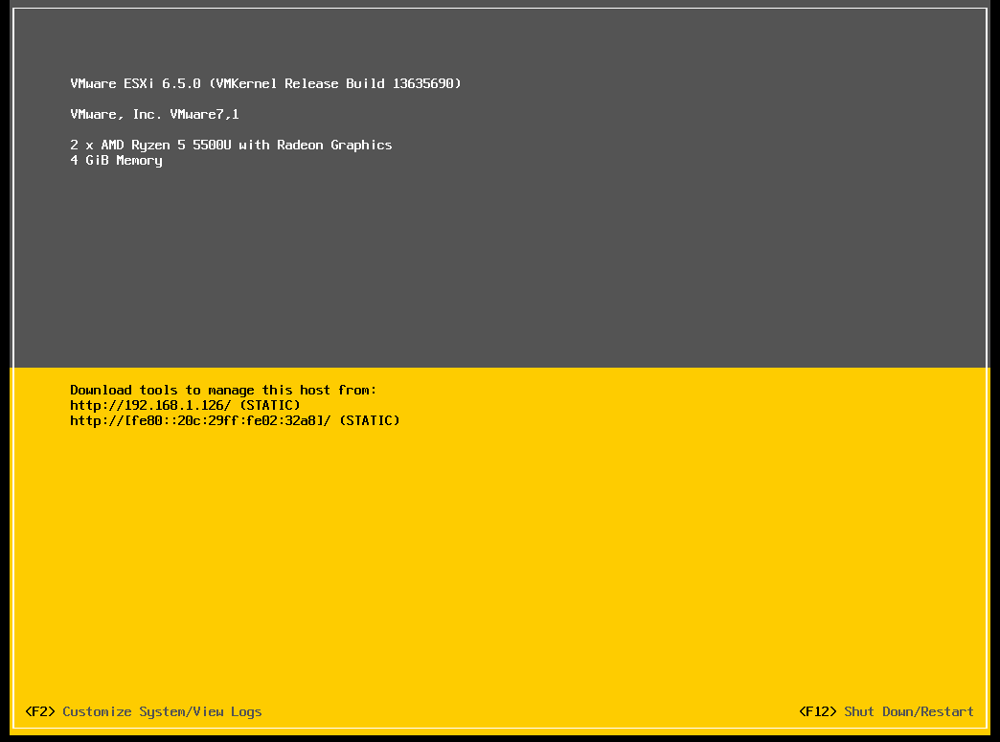 VMware ESXi 6.5.0 (VMKernel Release Build 13635690)
VMware, Inc. VMware7,1
2 x AMD Ryzen 5 5500U with Radeon Graphics
4 GiB Memory
Download tools to manage this host from:
http://192.168.1.126/ (STATIC)
http://[fe80::20c:29ff:fe02:32a8]/ (STATIC)
<F2> Customize System/View Logs
<F12> Shut Down/Restart